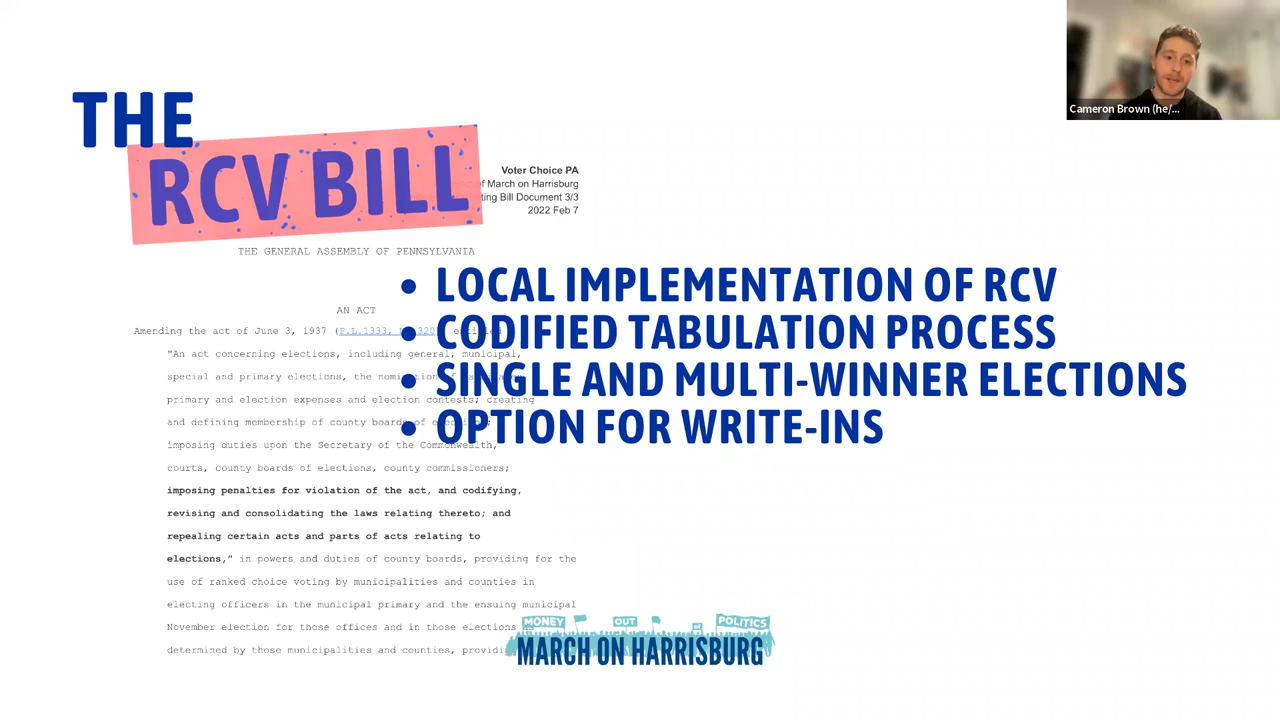 Cameron Brown (he/...
THE
RCV BILL
Voter Choice PA
of March on Harrisburg
ting Bill Document 3/3
2022 Feb 7
THE GENERAL ASSEMBLY OF PENNSYLVANIA
• LOCAL IMPLEMENTATION OF RCV
• CODIFIED TABULATION PROCESS
• SINGLE AND MULTI-WINNER ELECTIONS
• OPTION FOR WRITE-INS
AN ACT
Amending the act of June 3, 1937 (P.L.1333,
"An act concerning elections, including general, municipal,
special and primary elections, the
primary and election expenses and election contests; creating
and defining membership of county boards of
imposing duties upon the Secretary of the Commonwealth,
courts, county boards of elections, county commissioners;
imposing penalties for violation of the act, and codifying,
revising and consolidating the laws relating thereto; and
repealing certain acts and parts of acts relating to
elections," in powers and duties of county boards, providing for the
use of ranked choice voting by municipalities and counties in
electing officers in the municipal primary and the ensuing municipal
November election for those offices and in those elections
determined by those municipalities and counties,
MONEY OUT OF POLITICS
MARCH ON HARRISBURG